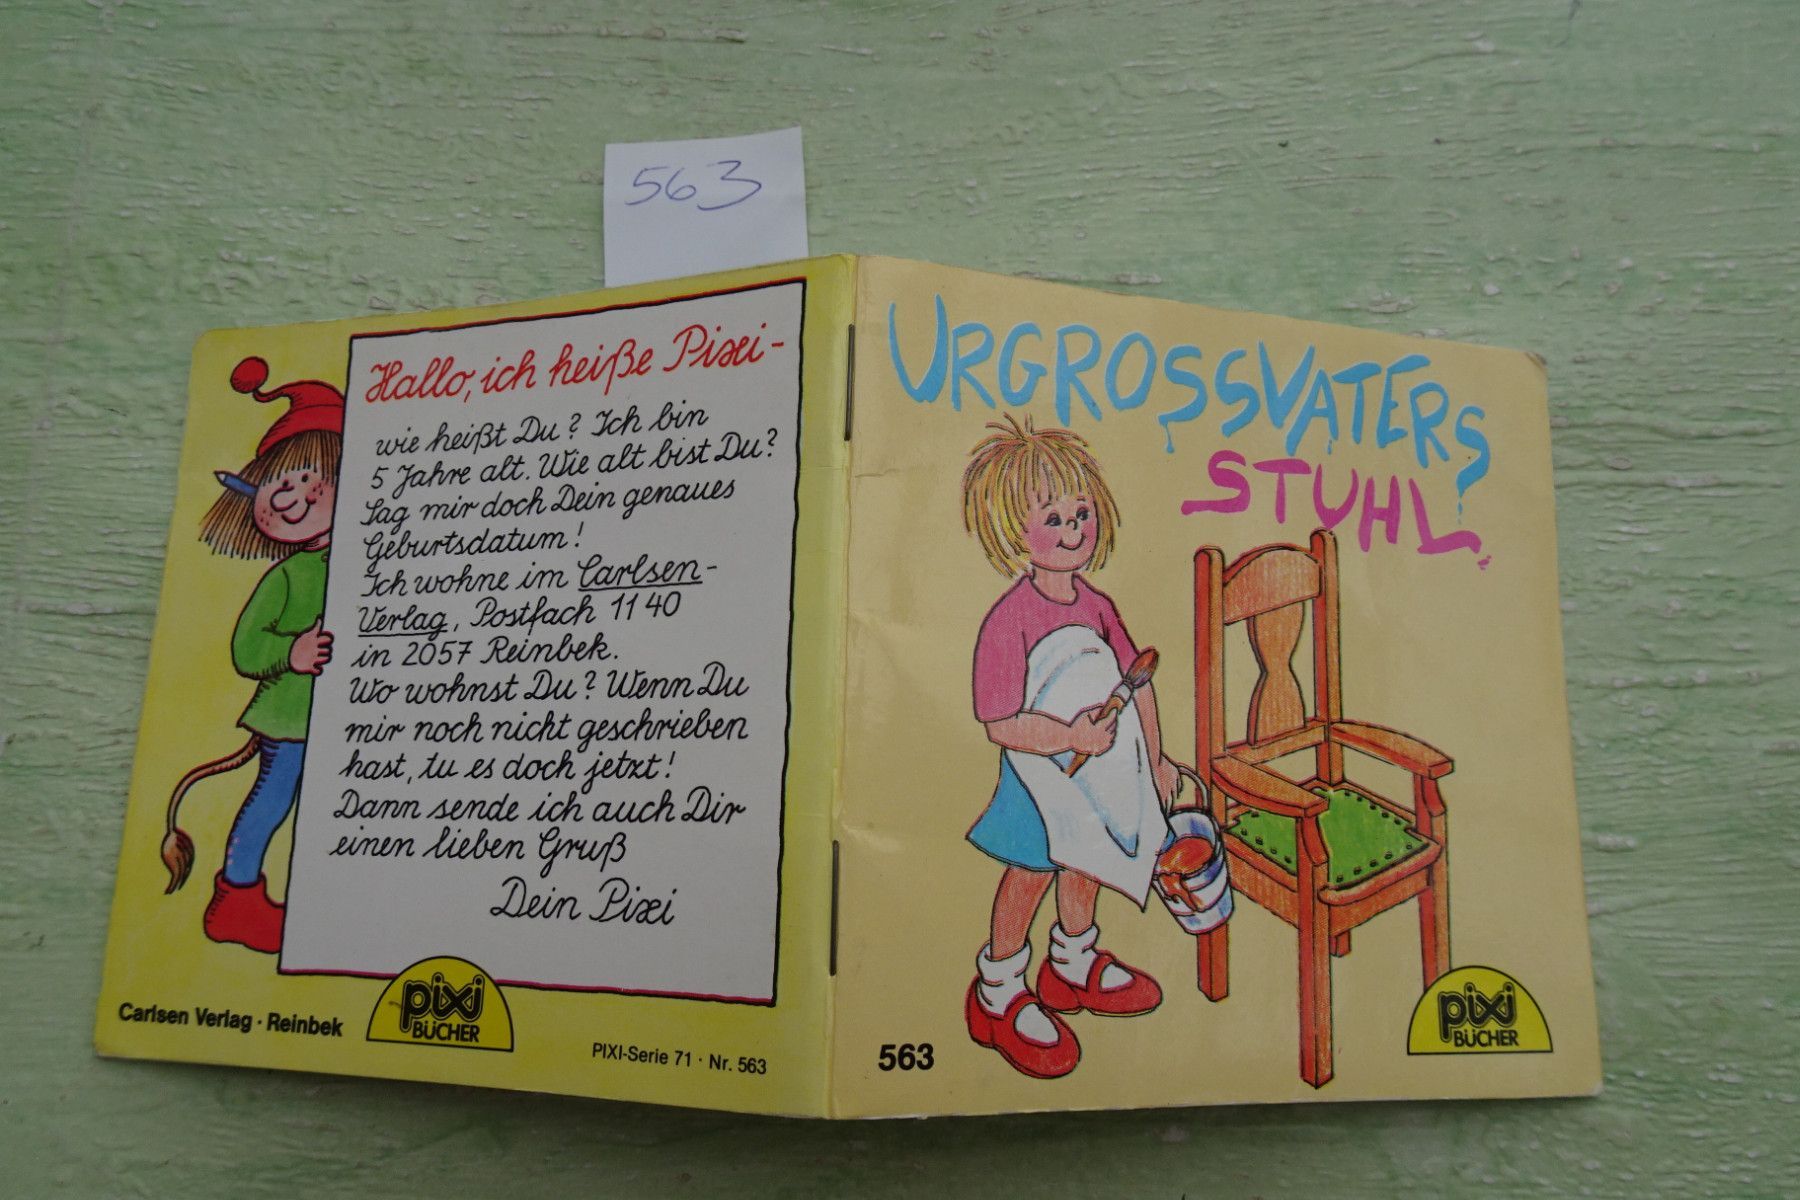 563
Hallo, ich heiße Pixi -
wie heißt Du? Ich bin
5 Jahre alt. Wie alt bist Du?
Sag mir doch Dein genaues
Geburtsdatum!
Ich wohne im Carlsen-
Verlag, Postfach 11 40
in 2057 Reinbek.
Wo wohnst Du? Wenn Du
mir noch nicht geschrieben
hast, tu es doch jetzt!
Dann sende ich auch Dir
einen lieben Gruß
Dein Pixi
Carlsen Verlag · Reinbek
pixi
BÜCHER
PIXI-Serie 71 · Nr. 563
URGROSSVATERS
STUHL
563
pixi
BÜCHER